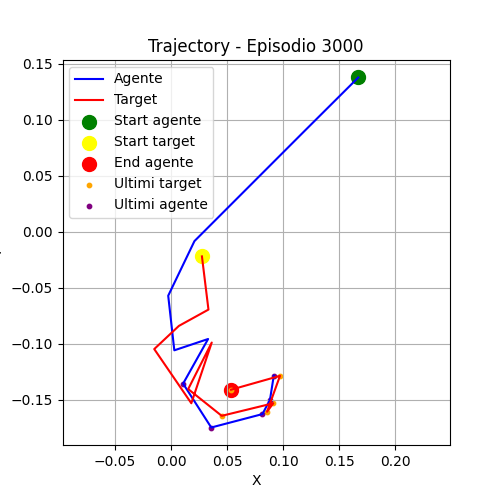 Trajectory - Episodio 3000
Agente
Target
Start agente
Start target
End agente
Ultimi target
Ultimi agente
0.15
0.10
0.05
0.00
−0.05
−0.10
−0.15
−0.05 0.00 0.05 0.10 0.15 0.20
X